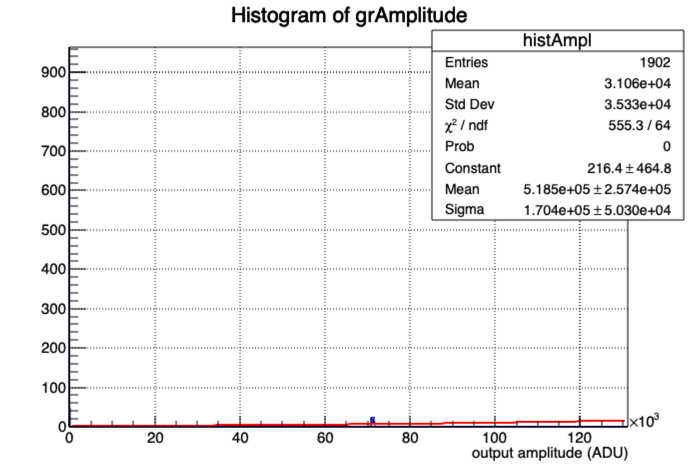 Histogram of grAmplitude
histAmpl
Entries 1902
Mean 3.106e+04
Std Dev 3.533e+04
χ² / ndf 555.3 / 64
Prob 0
Constant 216.4 ± 464.8
Mean 5.185e+05 ± 2.574e+05
Sigma 1.704e+05 ± 5.030e+04
900
800
700
600
500
400
300
200
100
0
0 20 40 60 80 100 120
×10³
output amplitude (ADU)